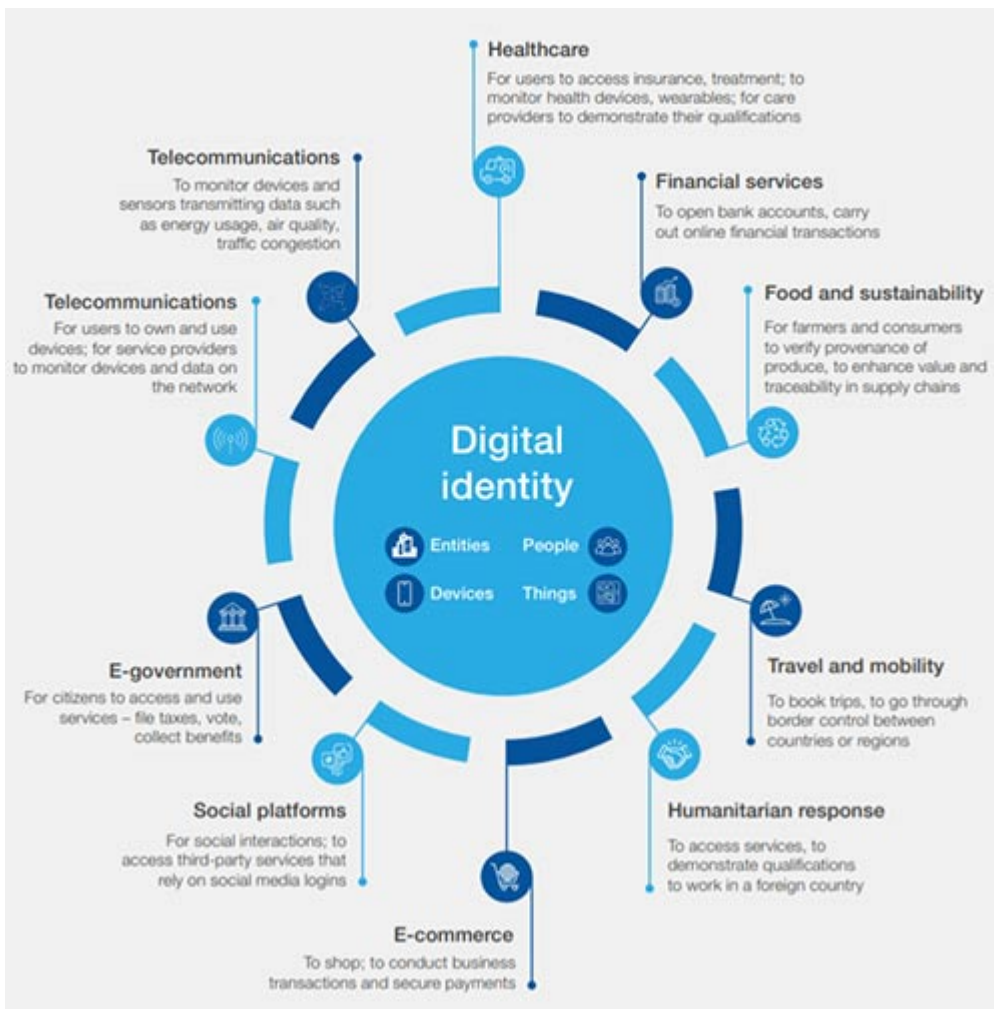 Healthcare
For users to access insurance, treatment; to
monitor health devices, wearables; for care
providers to demonstrate their qualifications
Telecommunications
To monitor devices and
sensors transmitting data such
as energy usage, air quality,
traffic congestion
Financial services
To open bank accounts, carry
out online financial transactions
Telecommunications
For users to own and use
devices; for service providers
to monitor devices and data on
the network
Food and sustainability
For farmers and consumers
to verify provenance of
produce, to enhance value and
traceability in supply chains
Digital
identity
Entities
People
Devices
Things
E-government
For citizens to access and use
services – file taxes, vote,
collect benefits
Travel and mobility
To book trips, to go through
border control between
countries or regions
Social platforms
For social interactions; to
access third-party services that
rely on social media logins
Humanitarian response
To access services, to
demonstrate qualifications
to work in a foreign country
E-commerce
To shop; to conduct business
transactions and secure payments